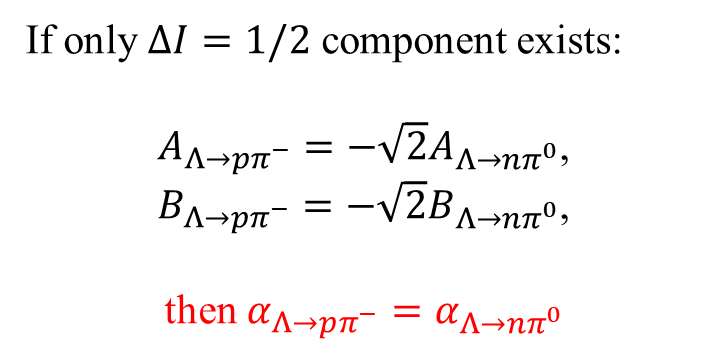 If only Δ𝐼 = 1/2 component exists:
𝐴_{Λ→𝑝𝜋⁻} = −√2𝐴_{Λ→𝑛𝜋⁰},
𝐵_{Λ→𝑝𝜋⁻} = −√2𝐵_{Λ→𝑛𝜋⁰},
then 𝛼_{Λ→𝑝𝜋⁻} = 𝛼_{Λ→𝑛𝜋⁰}